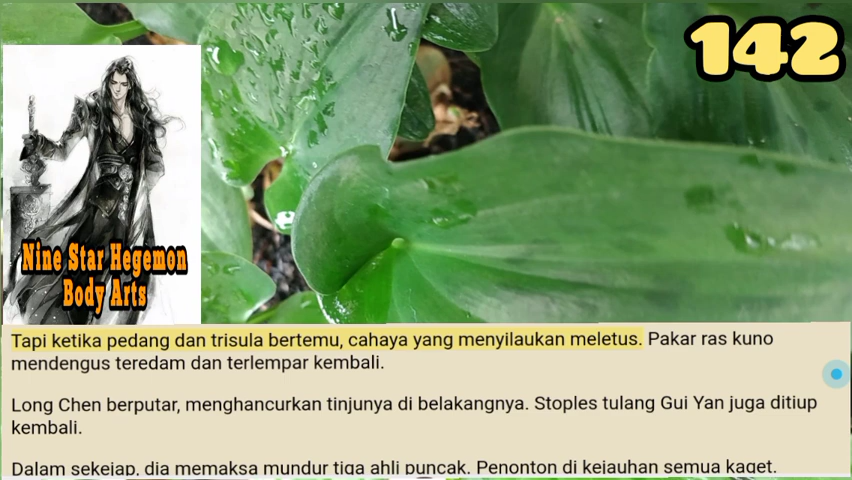 142
Nine Star Hegemon
Body Arts
Tapi ketika pedang dan trisula bertemu, cahaya yang menyilaukan meletus. Pakar ras kuno
mendengus teredam dan terlempar kembali.
Long Chen berputar, menghancurkan tinjunya di belakangnya. Stoples tulang Gui Yan juga ditiup
kembali.
Dalam sekejap, dia memaksa mundur tiga ahli puncak. Penonton di kejauhan semua kaget.